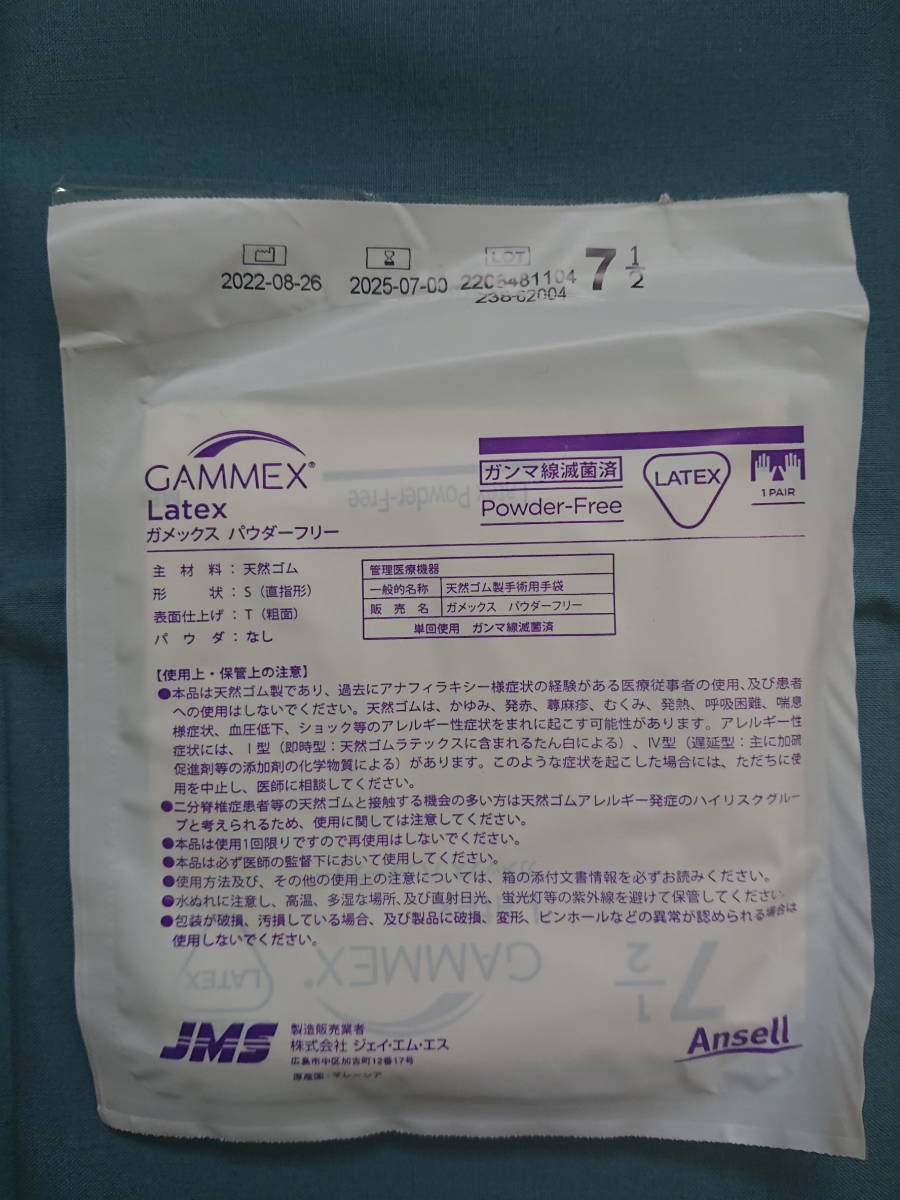 2022-08-26
2025-07-00
LOT
2206481104
238-62004
7 1/2
GAMMEX®
Latex
ガメックス パウダーフリー
ガンマ線滅菌済
Powder-Free
LATEX
1 PAIR
主材料：天然ゴム
形状：S（直指形）
表面仕上げ：T（粗面）
パウダ：なし
管理医療機器
一般的名称 天然ゴム製手術用手袋
販売名 ガメックス パウダーフリー
単回使用 ガンマ線滅菌済
【使用上・保管上の注意】
●本品は天然ゴム製であり、過去にアナフィラキシー様症状の経験がある医療従事者の使用、及び患者
への使用はしないでください。天然ゴムは、かゆみ、発赤、蕁麻疹、むくみ、発熱、呼吸困難、喘息
様症状、血圧低下、ショック等のアレルギー性症状をまれに起こす可能性があります。アレルギー性
症状には、Ⅰ型（即時型：天然ゴムラテックスに含まれるたん白による）、Ⅳ型（遅延型：主に加硫
促進剤等の添加剤の化学物質による）があります。このような症状を起こした場合には、ただちに使
用を中止し、医師に相談してください。
●二分脊椎症患者等の天然ゴムと接触する機会の多い方は天然ゴムアレルギー発症のハイリスクグルー
プと考えられるため、使用に関しては注意してください。
●本品は使用1回限りですので再使用はしないでください。
●本品は必ず医師の監督下において使用してください。
●使用方法及び、その他の使用上の注意については、箱の添付文書情報を必ずお読みください。
●水ぬれに注意し、高温、多湿な場所、及び直射日光、蛍光灯等の紫外線を避けて保管してください。
●包装が破損、汚損している場合、及び製品に破損、変形、ピンホールなどの異常が認められる場合は
使用しないでください。
JMS
製造販売業者
株式会社 ジェイ・エム・エス
広島市中区加古町12番17号
原産国：マレーシア
Ansell
Latex Powder-Free
GAMMEX®
LATEX
7 1/2